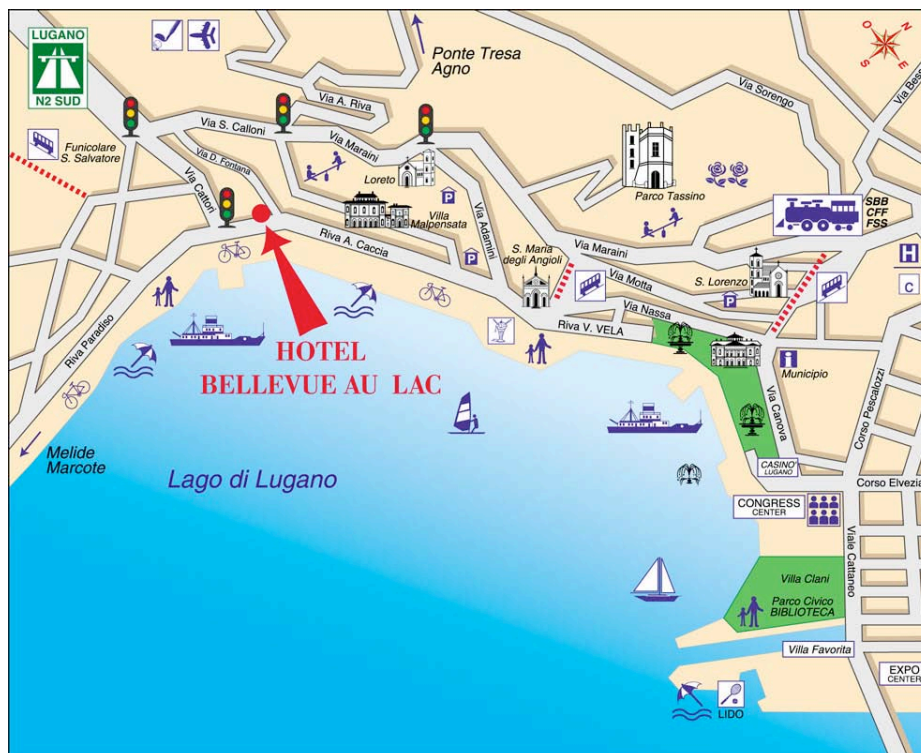 LUGANO
N2 SUD
Ponte Tresa
Agno
N
O
E
S
Via Sorengo
Via A. Riva
Via S. Calloni
Via Maraini
Funicolare
S. Salvatore
Via D. Fontana
Via Cattori
Loreto
Parco Tassino
SBB
CFF
FSS
Villa
Malpensata
P
Via Adamini
S. Maria
degli Angioli
Via Maraini
Riva A. Caccia
P
Via Motta
S. Lorenzo
H
C
P
Via Nassa
Riva V. VELA
Riva Paradiso
HOTEL
BELLEVUE AU LAC
i
Municipio
Via Canova
Corso Pescalozzi
Melide
Marcote
Lago di Lugano
CASINO'
LUGANO
Corso Elvezia
CONGRESS
CENTER
Viale Cattaneo
Villa Clani
Parco Civico
BIBLIOTECA
Villa Favorita
EXPO
CENTER
LIDO